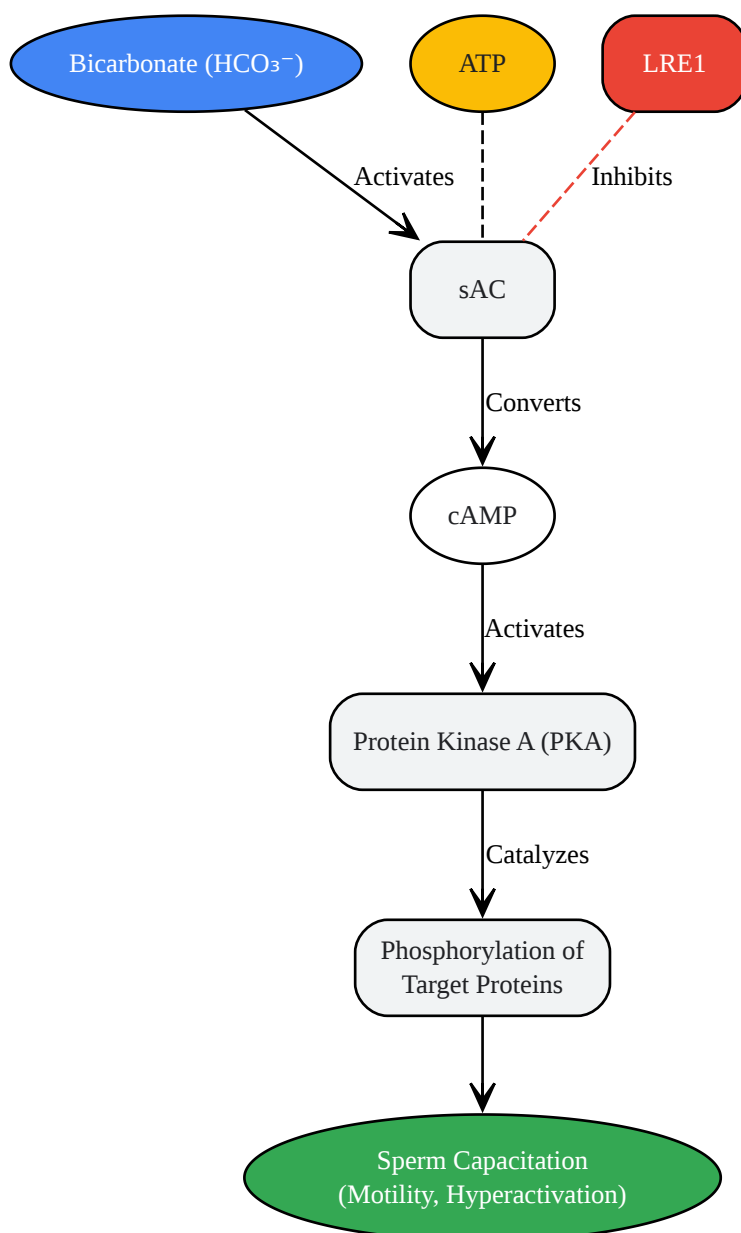 Bicarbonate (HCO₃⁻)
ATP
LRE1
Activates
Inhibits
sAC
Converts
cAMP
Activates
Protein Kinase A (PKA)
Catalyzes
Phosphorylation of
Target Proteins
Sperm Capacitation
(Motility, Hyperactivation)